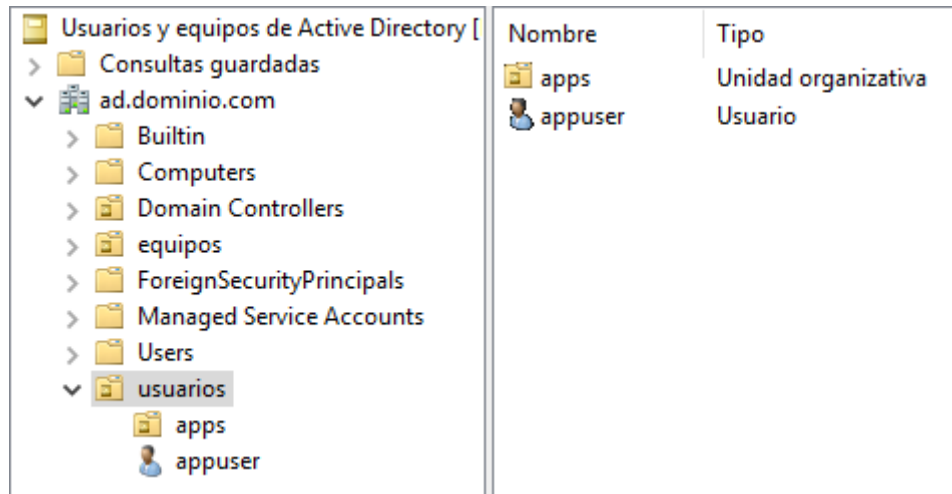 Usuarios y equipos de Active Directory [
Consultas guardadas
ad.dominio.com
Builtin
Computers
Domain Controllers
equipos
ForeignSecurityPrincipals
Managed Service Accounts
Users
usuarios
apps
appuser
Nombre Tipo
apps Unidad organizativa
appuser Usuario